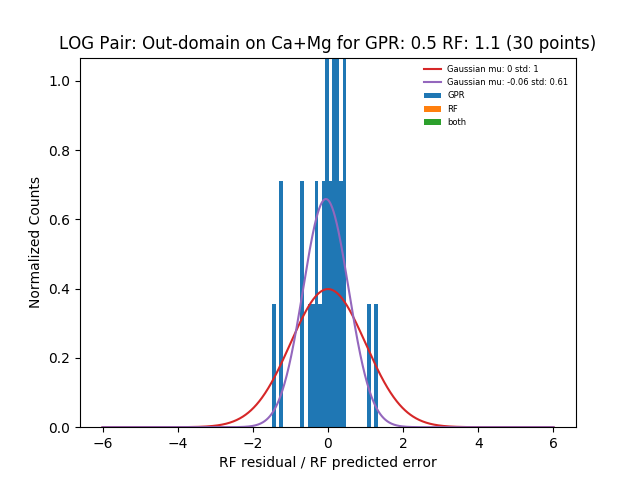 LOG Pair: Out-domain on Ca+Mg for GPR: 0.5 RF: 1.1 (30 points)
Gaussian mu: 0 std: 1
Gaussian mu: -0.06 std: 0.61
GPR
RF
both
Normalized Counts
1.0
0.8
0.6
0.4
0.2
0.0
−6 −4 −2 0 2 4 6
RF residual / RF predicted error